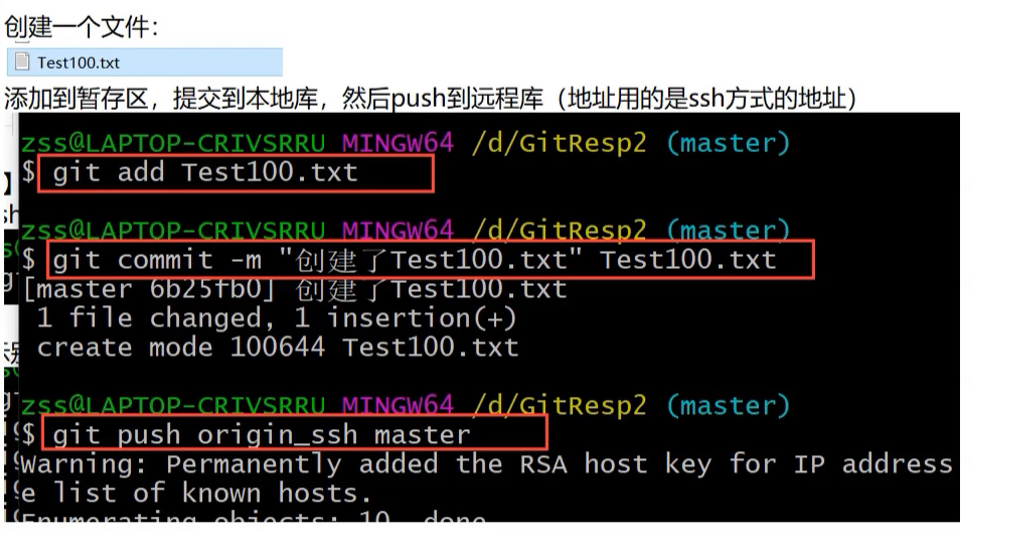 创建一个文件：
Test100.txt
添加到暂存区，提交到本地库，然后push到远程库（地址用的是ssh方式的地址）
zss@LAPTOP-CRIVSRRU MINGW64 /d/GitResp2 (master)
$ git add Test100.txt
zss@LAPTOP-CRIVSRRU MINGW64 /d/GitResp2 (master)
$ git commit -m "创建了Test100.txt" Test100.txt
[master 6b25fb0] 创建了Test100.txt
1 file changed, 1 insertion(+)
create mode 100644 Test100.txt
zss@LAPTOP-CRIVSRRU MINGW64 /d/GitResp2 (master)
$ git push origin_ssh master
Warning: Permanently added the RSA host key for IP address
e list of known hosts.
Enumerating objects: 10, done